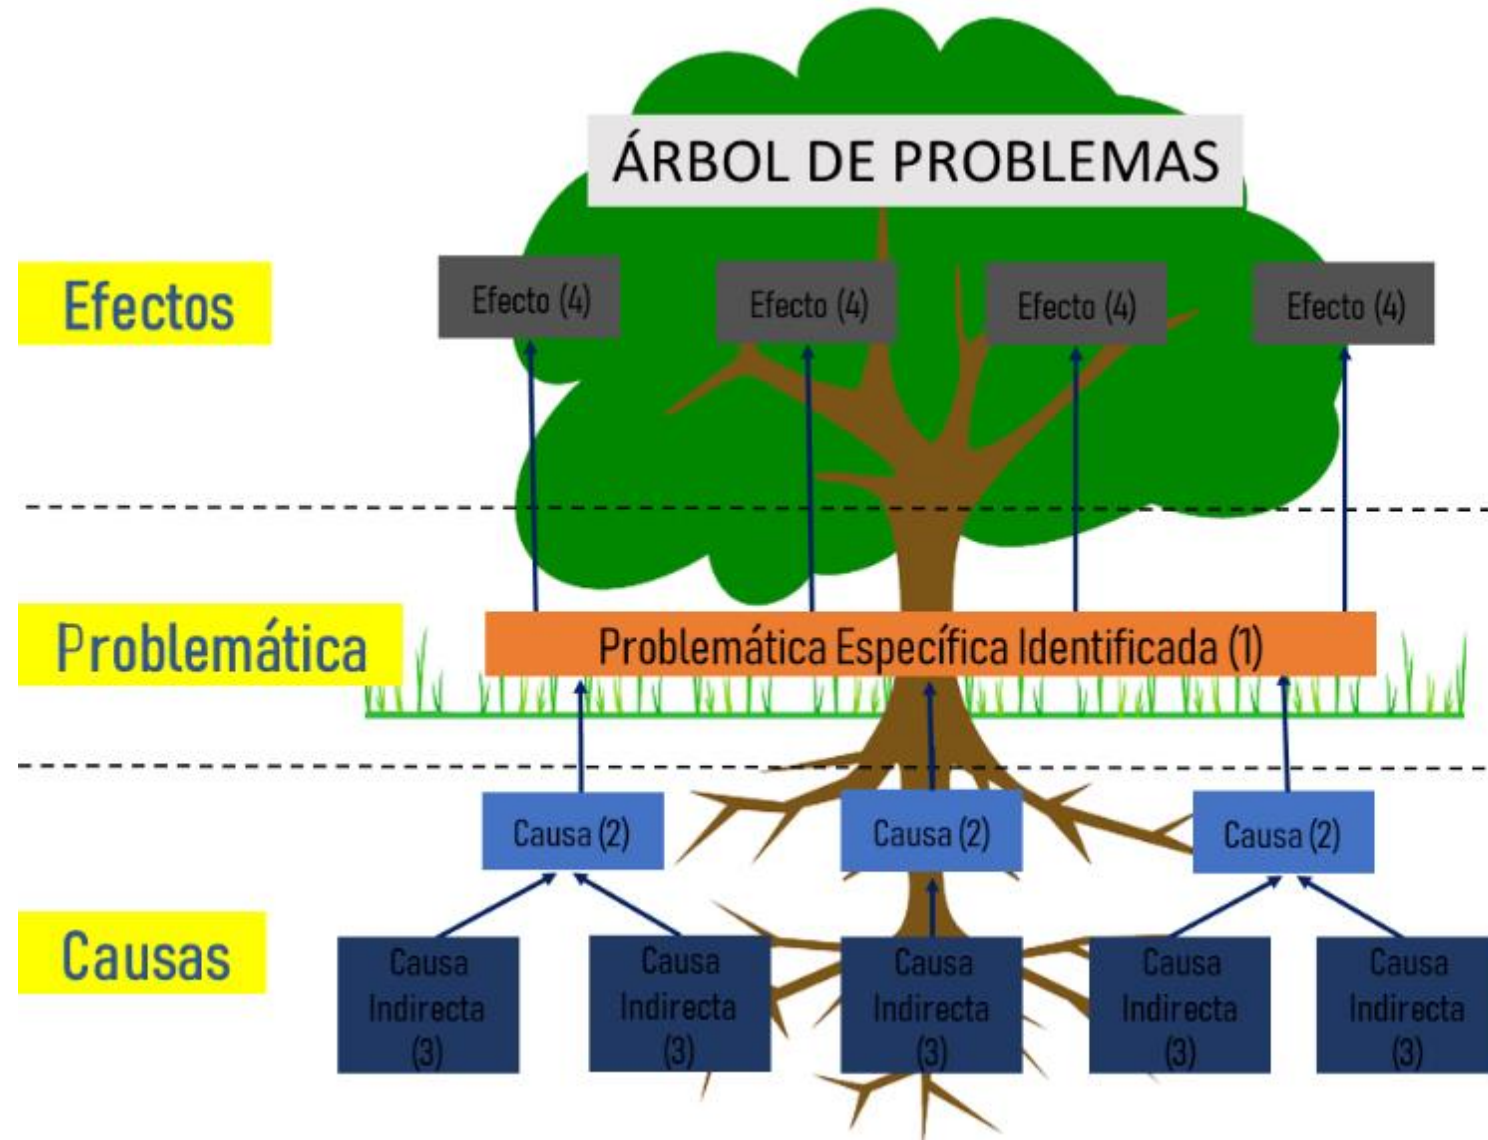 ÁRBOL DE PROBLEMAS
Efectos
Efecto (4)
Efecto (4)
Efecto (4)
Efecto (4)
Problemática
Problemática Específica Identificada (1)
Causa (2)
Causa (2)
Causa (2)
Causas
Causa
Indirecta
(3)
Causa
Indirecta
(3)
Causa
Indirecta
(3)
Causa
Indirecta
(3)
Causa
Indirecta
(3)